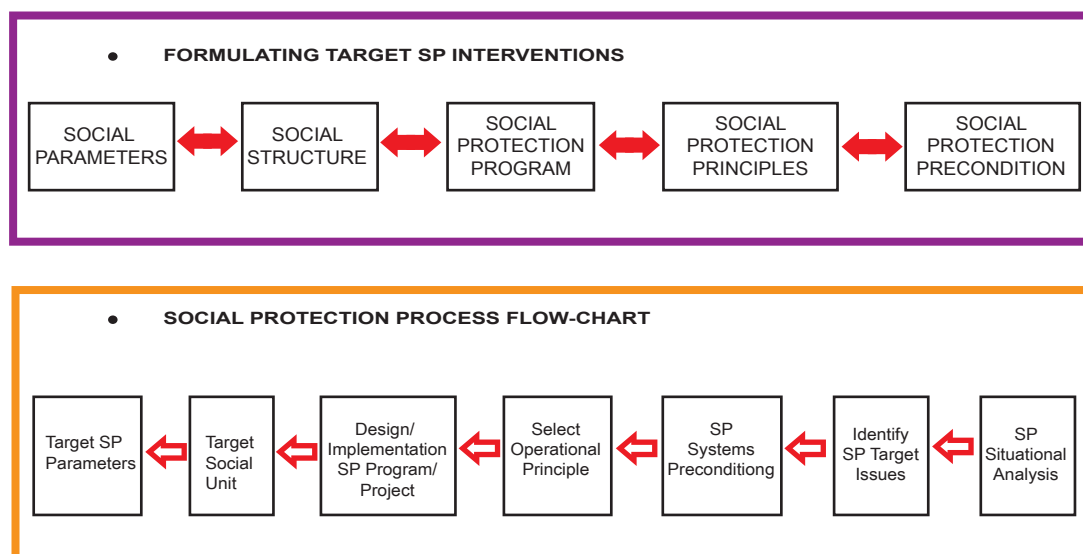 • FORMULATING TARGET SP INTERVENTIONS
SOCIAL
PARAMETERS
SOCIAL
STRUCTURE
SOCIAL
PROTECTION
PROGRAM
SOCIAL
PROTECTION
PRINCIPLES
SOCIAL
PROTECTION
PRECONDITION
• SOCIAL PROTECTION PROCESS FLOW-CHART
Target SP
Parameters
Target
Social
Unit
Design/
Implementation
SP Program/
Project
Select
Operational
Principle
SP
Systems
Preconditiong
Identify
SP Target
Issues
SP
Situational
Analysis